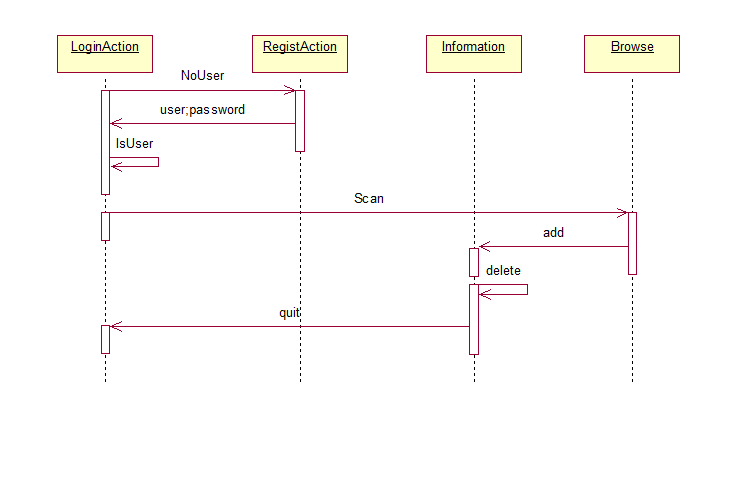 LoginAction
RegistAction
Information
Browse
NoUser
user;password
IsUser
Scan
add
delete
quit